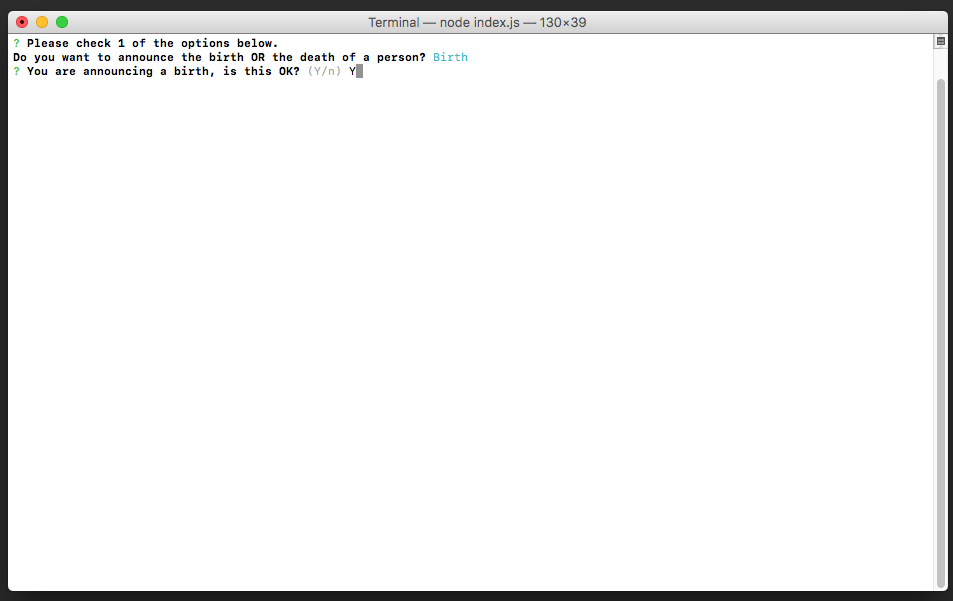 Terminal — node index.js — 130×39
? Please check 1 of the options below.
Do you want to announce the birth OR the death of a person? Birth
? You are announcing a birth, is this OK? (Y/n) Y